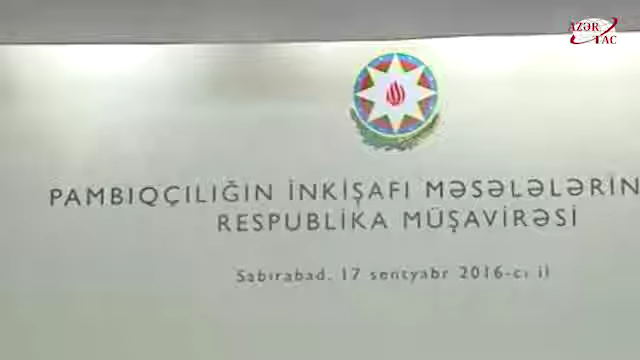 AZƏR
TAC
PAMBIQÇILIĞIN İNKİŞAFI MƏSƏLƏLƏRİN
RESPUBLİKA MÜŞAVİRƏSİ
Sabirabad, 17 sentyabr 2016-cı il